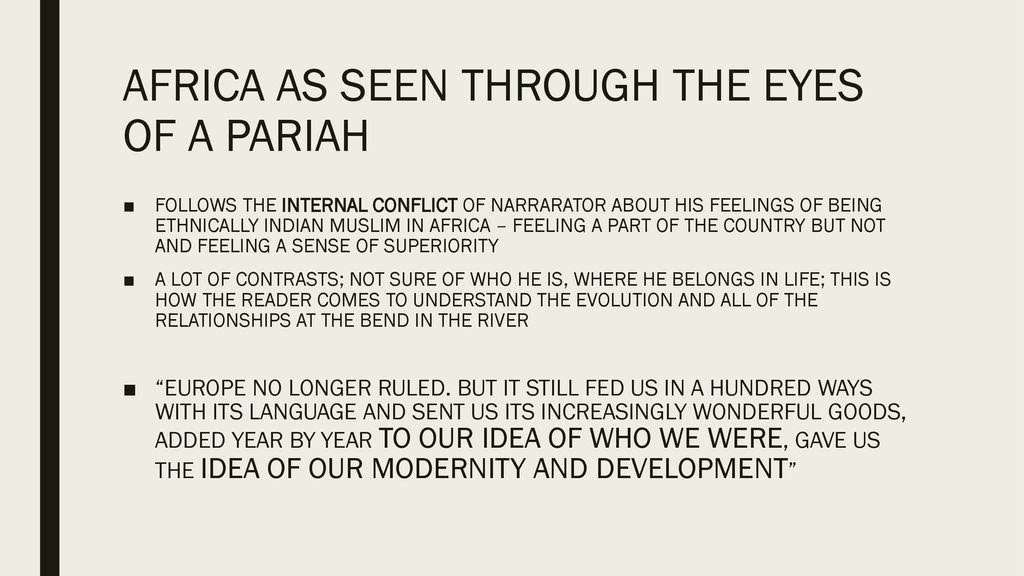 AFRICA AS SEEN THROUGH THE EYES
OF A PARIAH
■ FOLLOWS THE INTERNAL CONFLICT OF NARRARATOR ABOUT HIS FEELINGS OF BEING
ETHNICALLY INDIAN MUSLIM IN AFRICA – FEELING A PART OF THE COUNTRY BUT NOT
AND FEELING A SENSE OF SUPERIORITY
■ A LOT OF CONTRASTS; NOT SURE OF WHO HE IS, WHERE HE BELONGS IN LIFE; THIS IS
HOW THE READER COMES TO UNDERSTAND THE EVOLUTION AND ALL OF THE
RELATIONSHIPS AT THE BEND IN THE RIVER
■ “EUROPE NO LONGER RULED. BUT IT STILL FED US IN A HUNDRED WAYS
WITH ITS LANGUAGE AND SENT US ITS INCREASINGLY WONDERFUL GOODS,
ADDED YEAR BY YEAR TO OUR IDEA OF WHO WE WERE, GAVE US
THE IDEA OF OUR MODERNITY AND DEVELOPMENT”